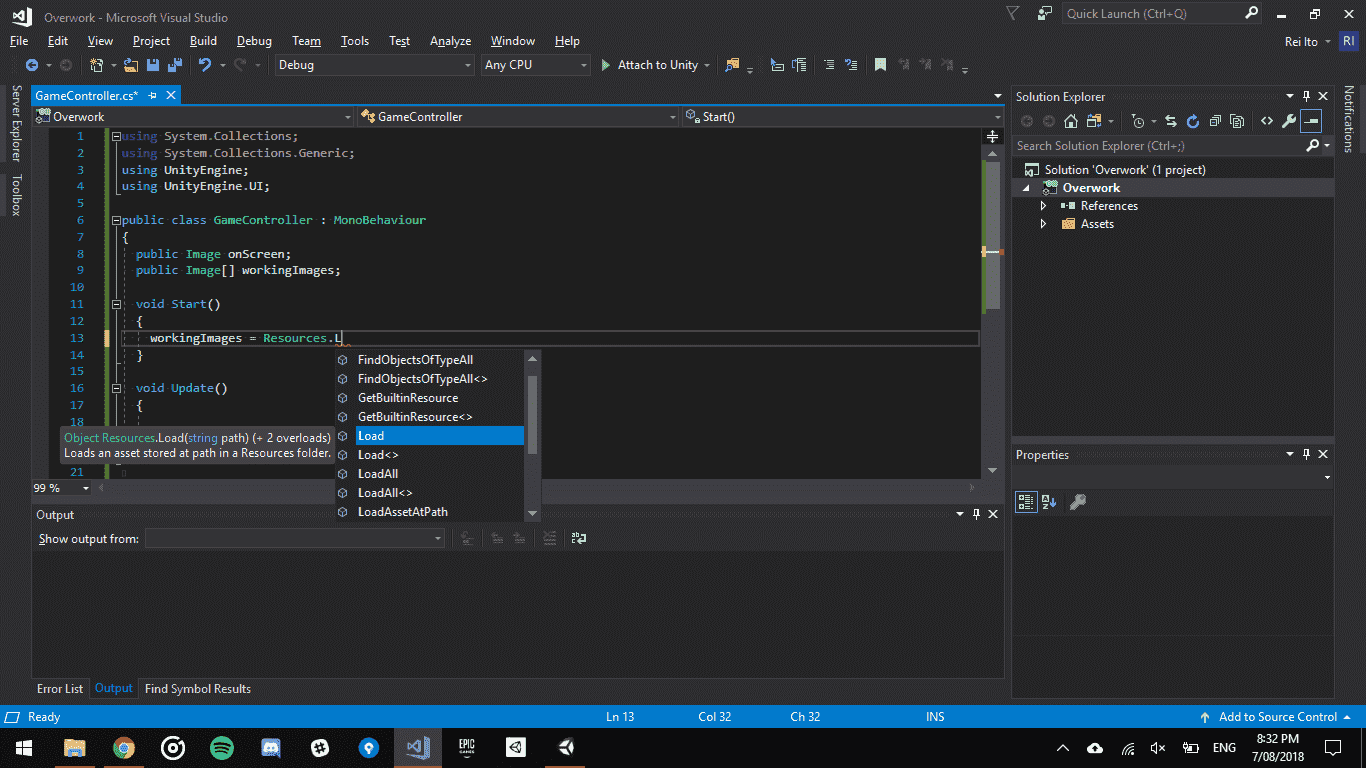 Overwork - Microsoft Visual Studio
Quick Launch (Ctrl+Q)
File Edit View Project Build Debug Team Tools Test Analyze Window Help
Rei Ito
RI
Debug Any CPU Attach to Unity
Server Explorer
Toolbox
GameController.cs*
Overwork GameController Start()
1 using System.Collections;
2 using System.Collections.Generic;
3 using UnityEngine;
4 using UnityEngine.UI;
5
6 public class GameController : MonoBehaviour
7 {
8 public Image onScreen;
9 public Image[] workingImages;
10
11 void Start()
12 {
13 workingImages = Resources.L
14 }
15
16 void Update()
17 {
18
21
Object Resources.Load(string path) (+ 2 overloads)
Loads an asset stored at path in a Resources folder.
FindObjectsOfTypeAll
FindObjectsOfTypeAll<>
GetBuiltinResource
GetBuiltinResource<>
Load
Load<>
LoadAll
LoadAll<>
LoadAssetAtPath
99 %
Output
Show output from:
Error List Output Find Symbol Results
Solution Explorer
Search Solution Explorer (Ctrl+;)
Solution 'Overwork' (1 project)
Overwork
References
Assets
Properties
Notifications
Ready Ln 13 Col 32 Ch 32 INS Add to Source Control
EPIC
GAMES
ENG
8:32 PM
7/08/2018